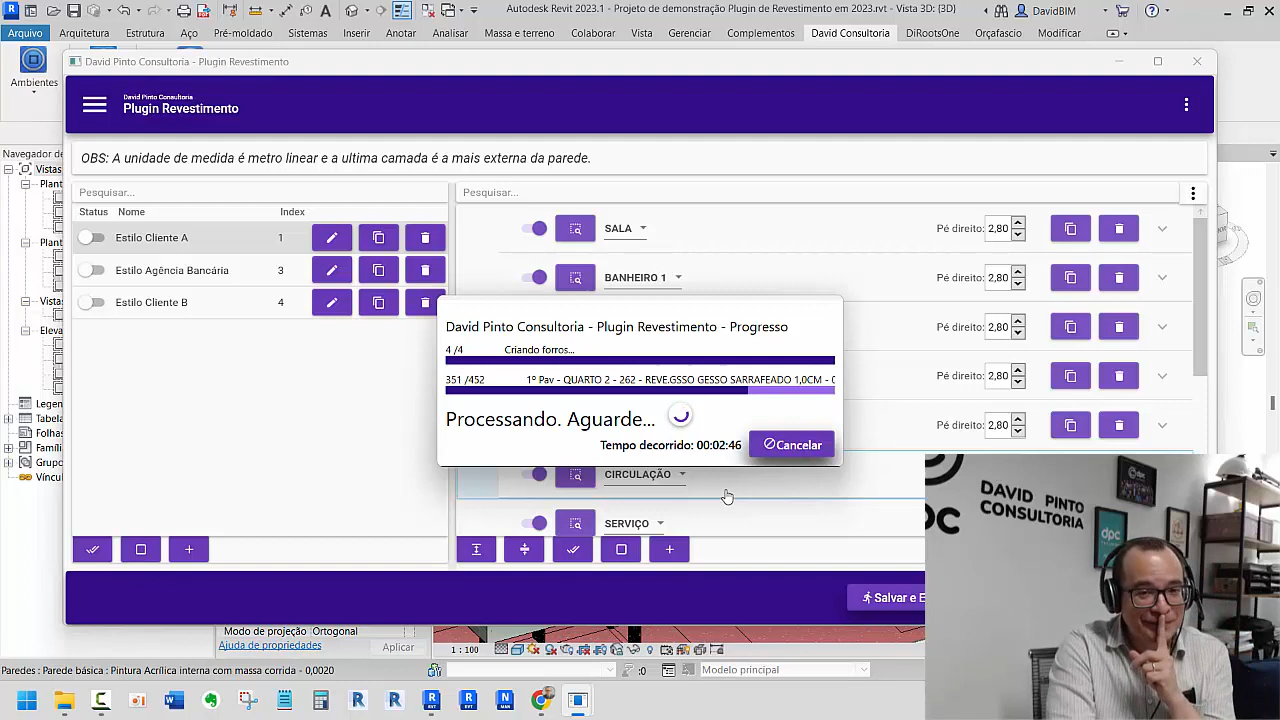 Autodesk Revit 2023.1 - Projeto de demonstração Plugin de Revestimento em 2023.rvt - Vista 3D: {3D}
DavidBIM
Arquivo Arquitetura Estrutura Aço Pré-moldado Sistemas Inserir Anotar Analisar Massa e terreno Colaborar Vista Gerenciar Complementos David Consultoria DiRootsOne Orçafascio Modificar
Ambientes
David Pinto Consultoria - Plugin Revestimento
David Pinto Consultoria
Plugin Revestimento
Navegador de
Vistas
Plant
Plant
Vistas
Eleva
Legen
Tabela
Folhas
Famíli
Grupo
Víncu
OBS: A unidade de medida é metro linear e a ultima camada é a mais externa da parede.
Pesquisar...
Status Nome Index
Estilo Cliente A 1
Estilo Agência Bancária 3
Estilo Cliente B 4
Pesquisar...
SALA Pé direito: 2,80
BANHEIRO 1 Pé direito: 2,80
Pé direito: 2,80
Pé direito: 2,80
Pé direito: 2,80
CIRCULAÇÃO
SERVIÇO
David Pinto Consultoria - Plugin Revestimento - Progresso
4 /4 Criando forros...
351 /452 1º Pav - QUARTO 2 - 262 - REVE.GSSO GESSO SARRAFEADO 1,0CM - 0
Processando. Aguarde...
Tempo decorrido: 00:02:46 Cancelar
Salvar e E
Modo de projeção Ortogonal
Ajuda de propriedades Aplicar
1 : 100
Paredes : Parede básica : Pintura Acrílica interna com massa corrida - 0,0020
:0
Modelo principal
DAVID PINTO
CONSULTORIA
dpc